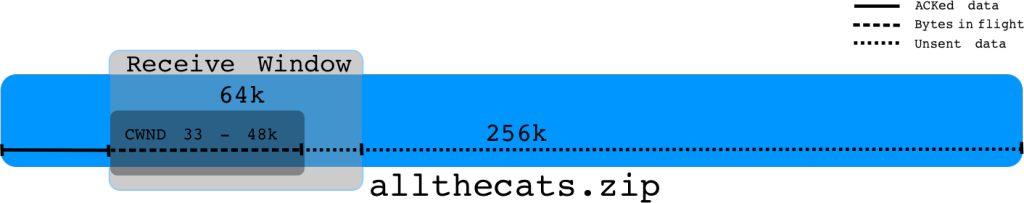 ACKed data
Bytes in flight
Unsent data
Receive Window
64k
CWND 33 - 48k
256k
allthecats.zip